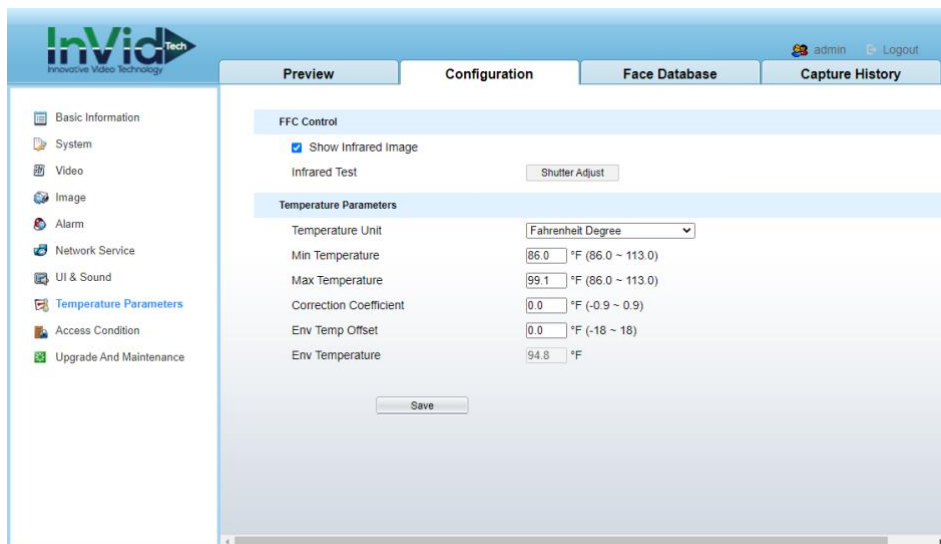 InVid Tech
Innovative Video Technology
admin Logout
Preview Configuration Face Database Capture History
Basic Information
System
Video
Image
Alarm
Network Service
UI & Sound
Temperature Parameters
Access Condition
Upgrade And Maintenance
FFC Control
Show Infrared Image
Infrared Test Shutter Adjust
Temperature Parameters
Temperature Unit Fahrenheit Degree
Min Temperature 86.0 °F (86.0 ~ 113.0)
Max Temperature 99.1 °F (86.0 ~ 113.0)
Correction Coefficient 0.0 °F (-0.9 ~ 0.9)
Env Temp Offset 0.0 °F (-18 ~ 18)
Env Temperature 94.8 °F
Save